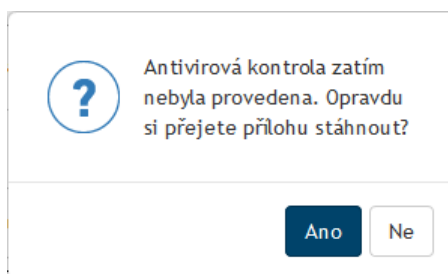 ?
Antivirová kontrola zatím
nebyla provedena. Opravdu
si přejete přílohu stáhnout?
Ano Ne